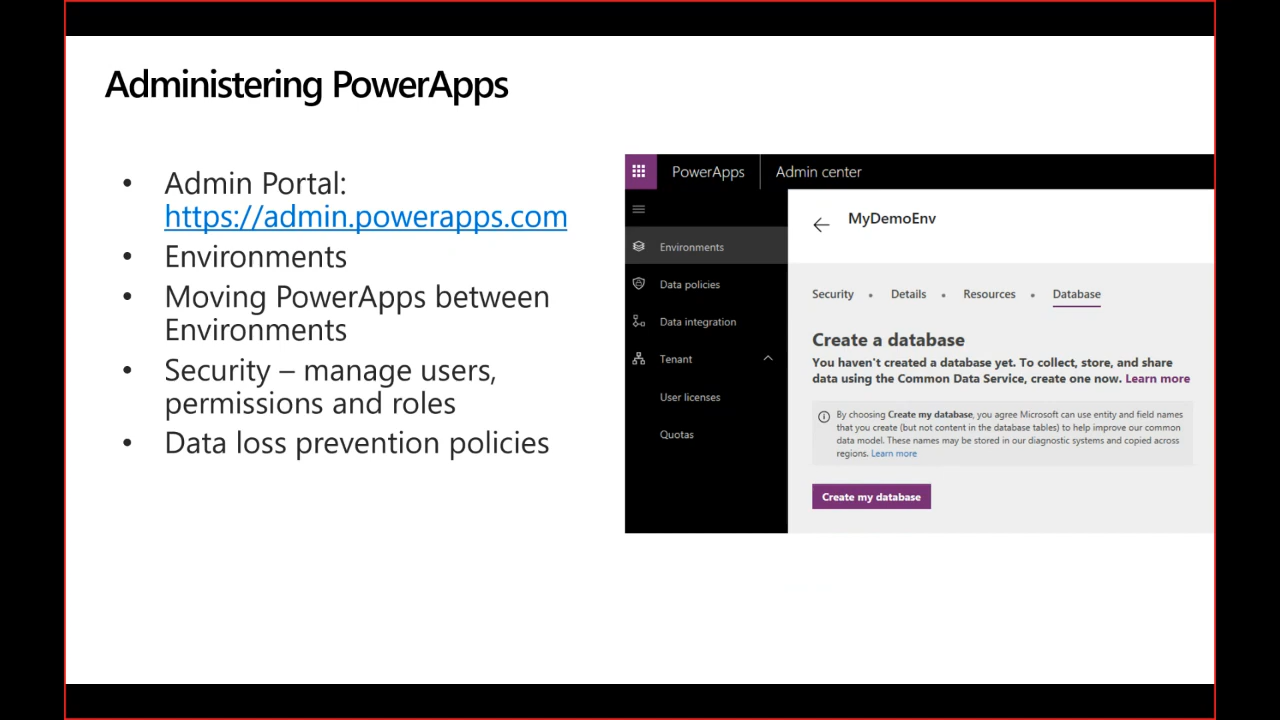 Administering PowerApps
• Admin Portal:
https://admin.powerapps.com
• Environments
• Moving PowerApps between
Environments
• Security – manage users,
permissions and roles
• Data loss prevention policies
PowerApps Admin center
Environments
Data policies
Data integration
Tenant
User licenses
Quotas
MyDemoEnv
Security • Details • Resources • Database
Create a database
You haven't created a database yet. To collect, store, and share
data using the Common Data Service, create one now. Learn more
By choosing Create my database, you agree Microsoft can use entity and field names
that you create (but not content in the database tables) to help improve our common
data model. These names may be stored in our diagnostic systems and copied across
regions. Learn more
Create my database